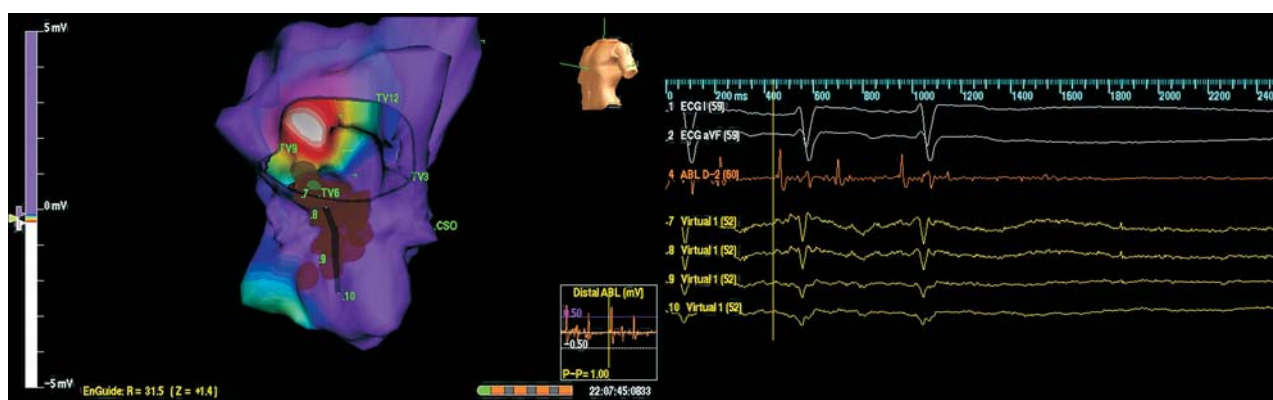 5 mV
0 mV
-5 mV
TV12
TV9
TV3
.7
.TV6
.8
.CSO
.9
.10
EnGuide: R = 31.5 ( Z = +1.4)
Distal ABL (mV)
0.50
-0.50
P-P= 1.00
22:07:45:0833
200 ms 400 600 800 1000 1200 1400 1600 1800 2000 2200 2400
.1 ECG I (59)
2 ECG aVF (59)
4 ABL D-2 (60)
.7 Virtual 1 (52)
.8 Virtual 1 (52)
.9 Virtual 1 (52)
.10 Virtual 1 (52)